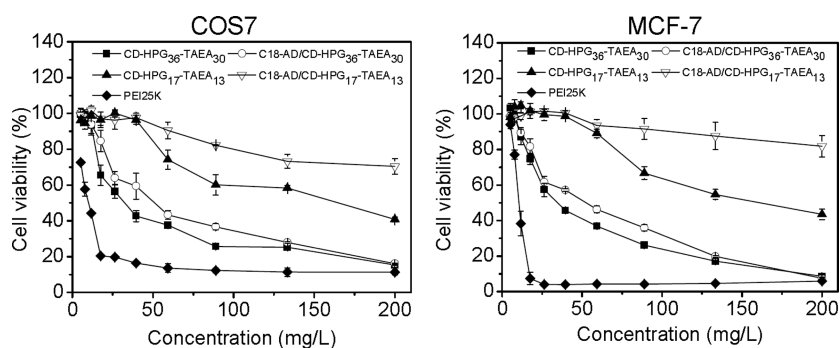 COS7
140
120
100
80
60
40
20
0
Cell viability (%)
CD-HPG36-TAEA30
C18-AD/CD-HPG36-TAEA30
CD-HPG17-TAEA13
C18-AD/CD-HPG17-TAEA13
PEI25K
0 50 100 150 200
Concentration (mg/L)
MCF-7
140
120
100
80
60
40
20
0
Cell viability (%)
CD-HPG36-TAEA30
C18-AD/CD-HPG36-TAEA30
CD-HPG17-TAEA13
C18-AD/CD-HPG17-TAEA13
PEI25K
0 50 100 150 200
Concentration (mg/L)